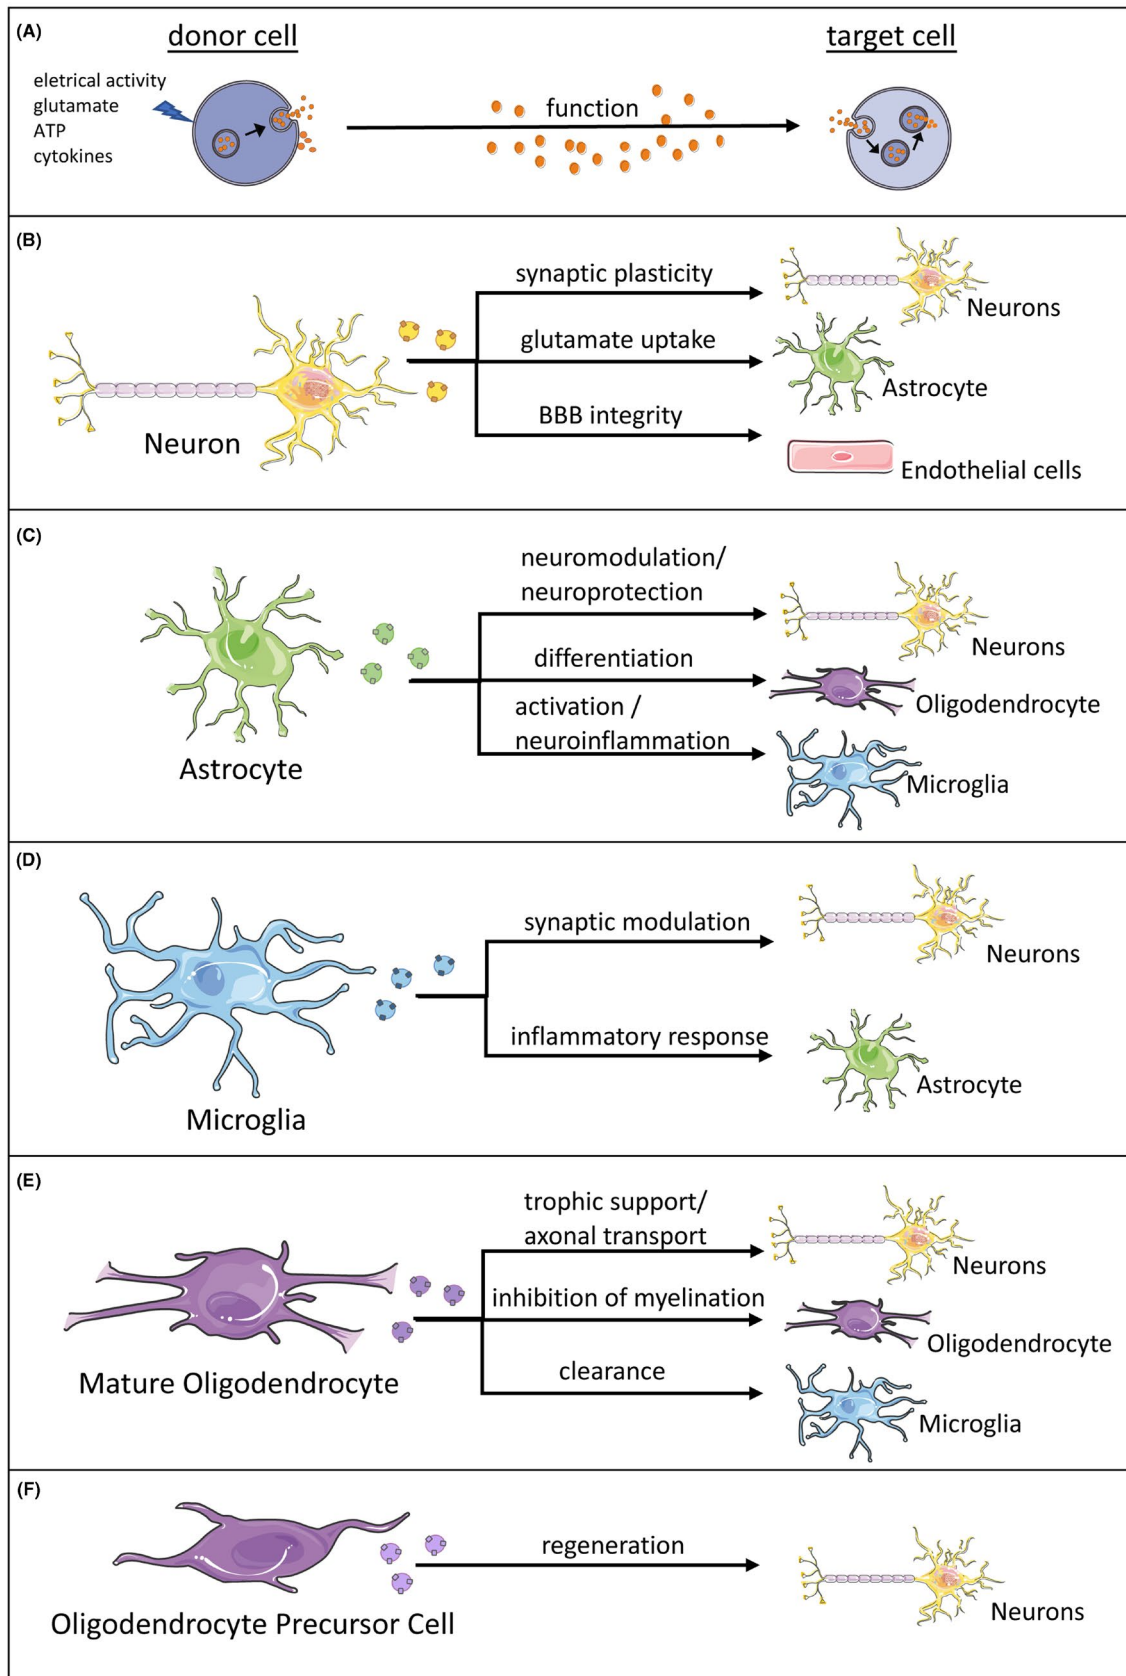 (A)
donor cell
target cell
eletrical activity
glutamate
ATP
cytokines
function
(B)
synaptic plasticity
Neurons
glutamate uptake
Astrocyte
BBB integrity
Neuron
Endothelial cells
(C)
neuromodulation/
neuroprotection
Neurons
differentiation
Oligodendrocyte
activation /
neuroinflammation
Astrocyte
Microglia
(D)
synaptic modulation
Neurons
inflammatory response
Astrocyte
Microglia
(E)
trophic support/
axonal transport
Neurons
inhibition of myelination
Oligodendrocyte
clearance
Mature Oligodendrocyte
Microglia
(F)
regeneration
Neurons
Oligodendrocyte Precursor Cell